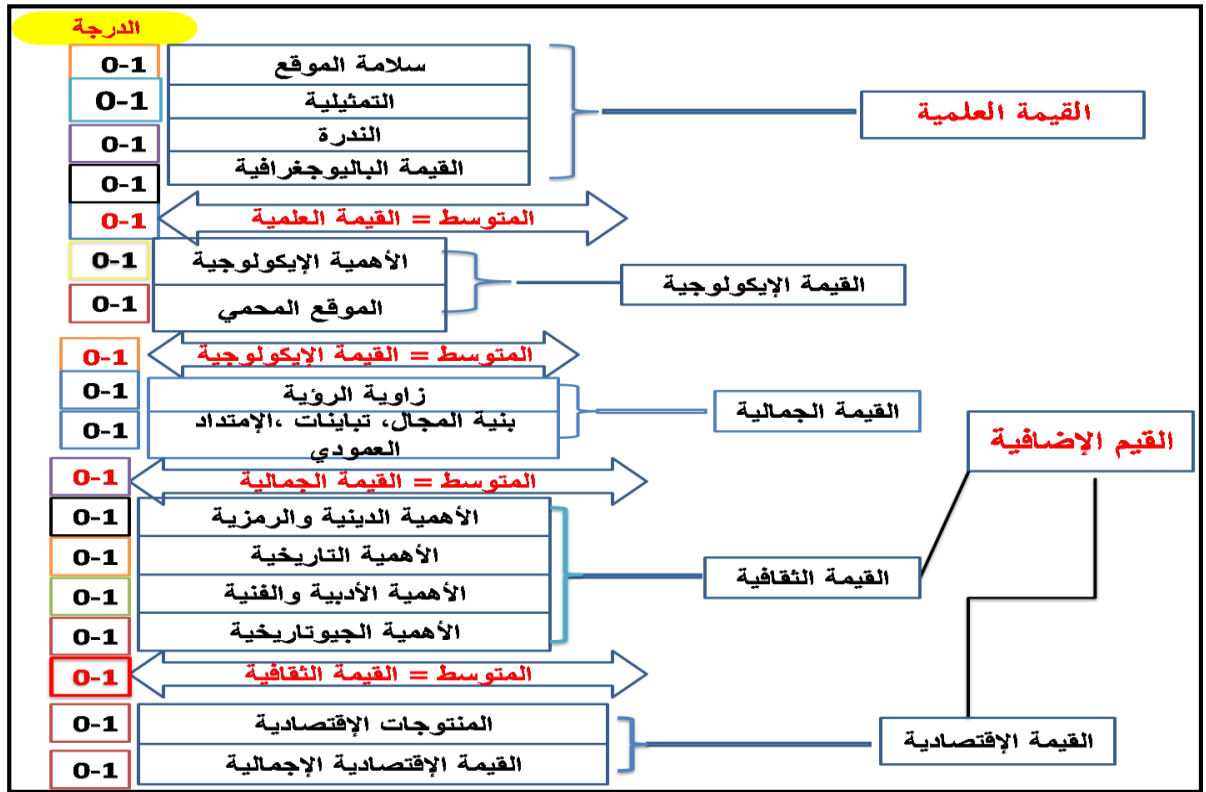 الدرجة
القيمة العلمية
سلامة الموقع
0-1
التمثيلية
0-1
الندرة
0-1
القيمة الباليوجغرافية
0-1
المتوسط = القيمة العلمية
0-1
القيم الإضافية
القيمة الإيكولوجية
الأهمية الإيكولوجية
0-1
الموقع المحمي
0-1
المتوسط = القيمة الإيكولوجية
0-1
القيمة الجمالية
زاوية الرؤية
0-1
بنية المجال، تباينات ،الإمتداد
العمودي
0-1
المتوسط = القيمة الجمالية
0-1
القيمة الثقافية
الأهمية الدينية والرمزية
0-1
الأهمية التاريخية
0-1
الأهمية الأدبية والفنية
0-1
الأهمية الجيوتاريخية
0-1
المتوسط = القيمة الثقافية
0-1
القيمة الإقتصادية
المنتوجات الإقتصادية
0-1
القيمة الإقتصادية الإجمالية
0-1